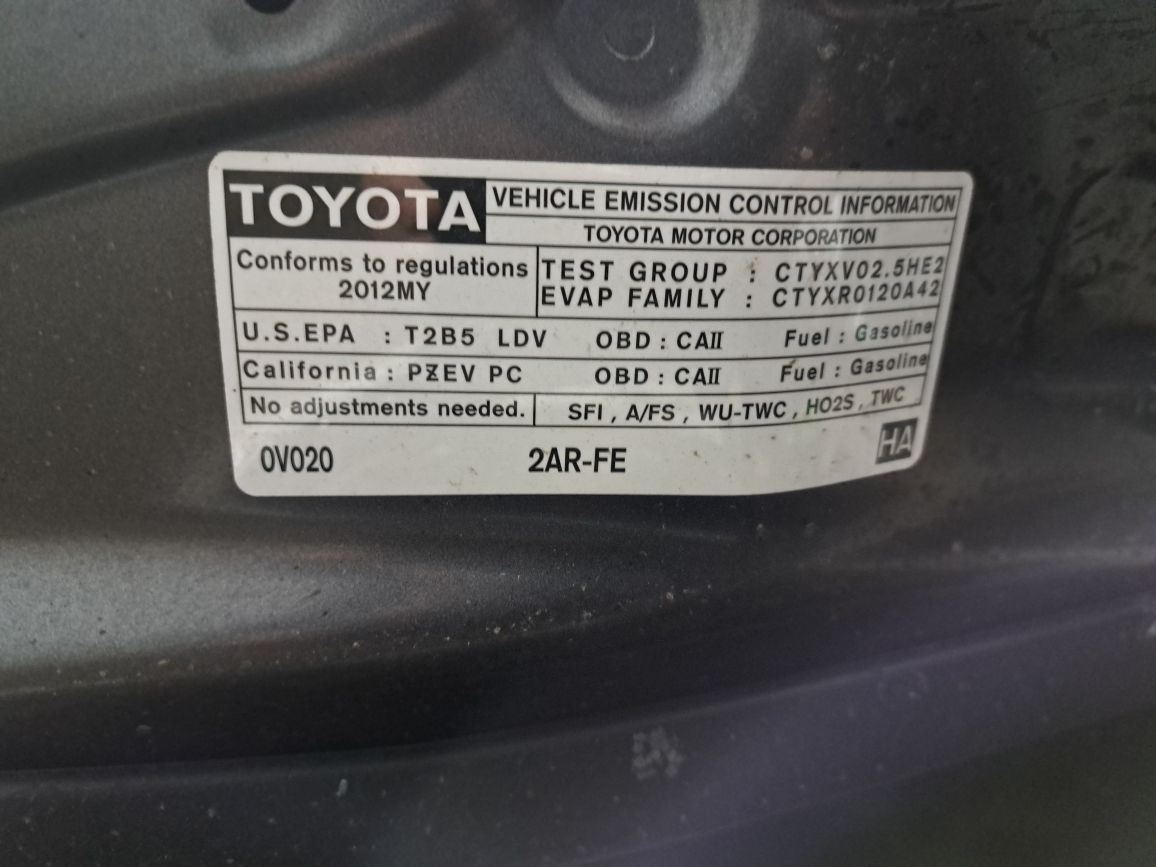 TOYOTA VEHICLE EMISSION CONTROL INFORMATION
TOYOTA MOTOR CORPORATION
Conforms to regulations
2012MY
TEST GROUP : CTYXV02.5HE2
EVAP FAMILY : CTYXR0120A42
U.S.EPA : T2B5 LDV OBD : CAII Fuel : Gasoline
California : PZEV PC OBD : CAII Fuel : Gasoline
No adjustments needed. SFI , A/FS , WU-TWC , HO2S , TWC
0V020 2AR-FE HA